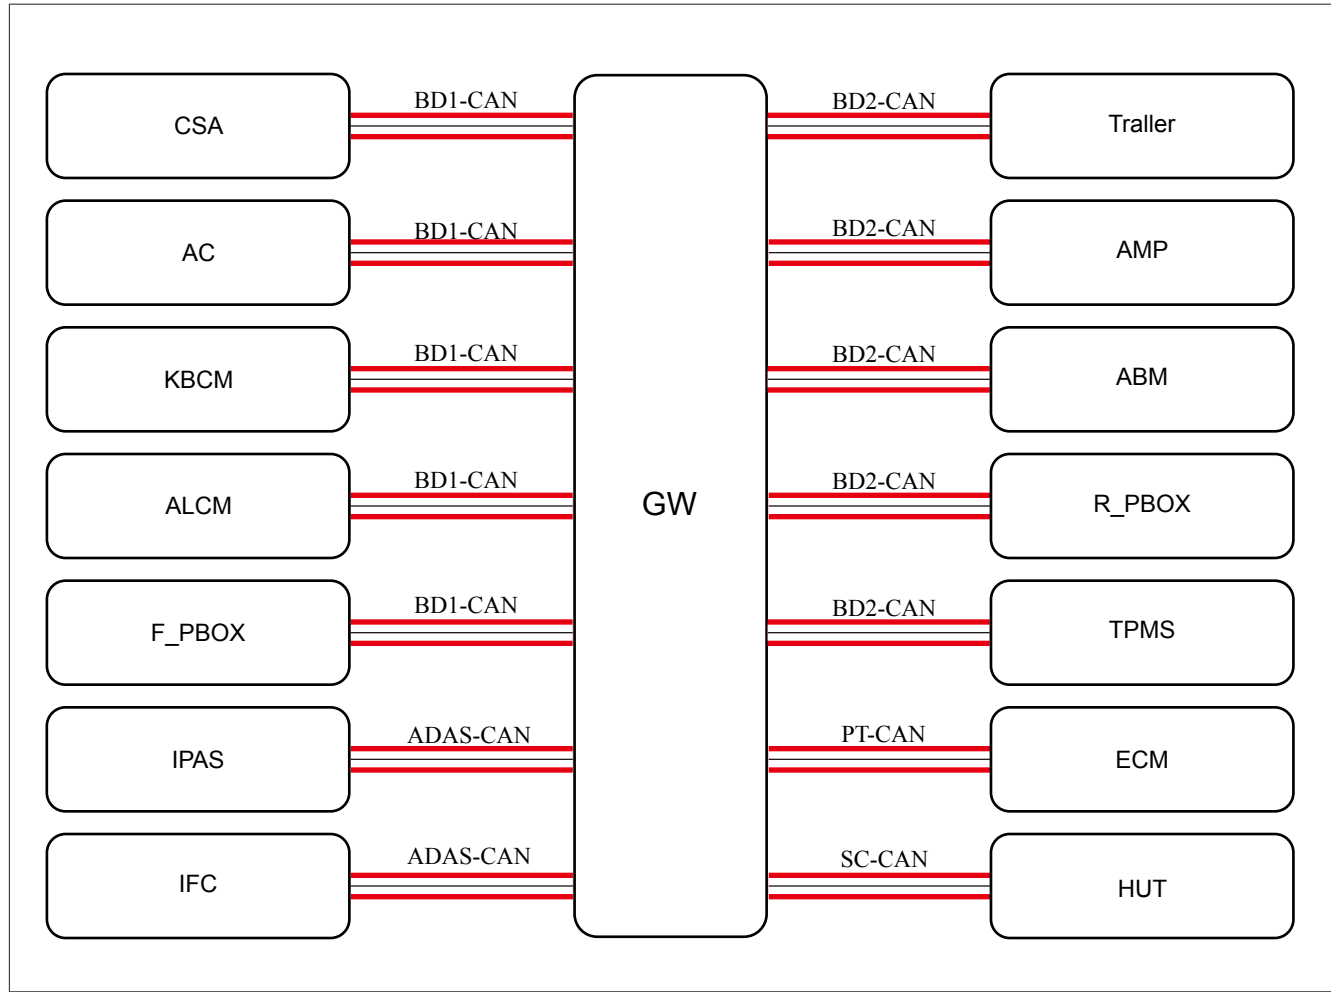 CSA BD1-CAN BD2-CAN Traller
AC BD1-CAN BD2-CAN AMP
KBCM BD1-CAN BD2-CAN ABM
ALCM BD1-CAN GW BD2-CAN R_PBOX
F_PBOX BD1-CAN BD2-CAN TPMS
IPAS ADAS-CAN PT-CAN ECM
IFC ADAS-CAN SC-CAN HUT